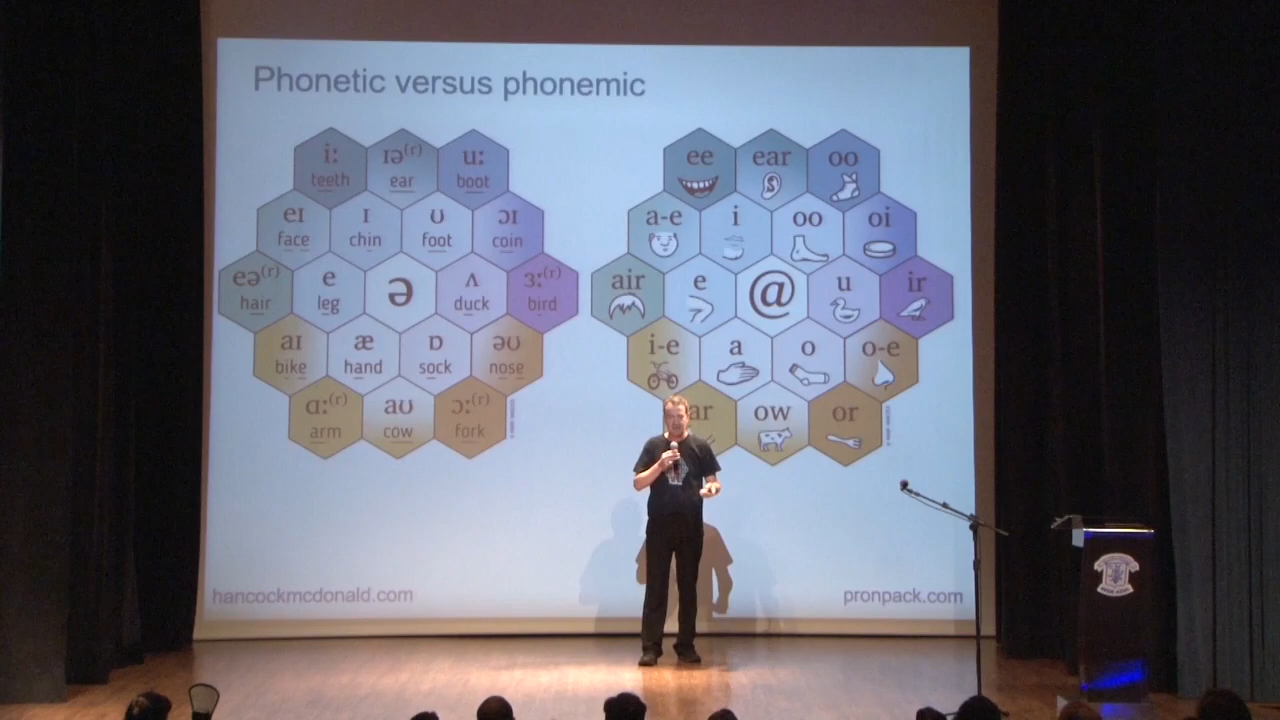 Phonetic versus phonemic
iː ɪə(r) uː
teeth ear boot
eɪ ɪ ʊ ɔɪ
face chin foot coin
eə(r) e ə ʌ ɜː(r)
hair leg duck bird
aɪ æ ɒ əʊ
bike hand sock nose
ɑː(r) aʊ ɔː(r)
arm cow fork
ee ear oo
a-e i oo oi
air e @ u ir
i-e a o o-e
ar ow or
hancockmcdonald.com
pronpack.com